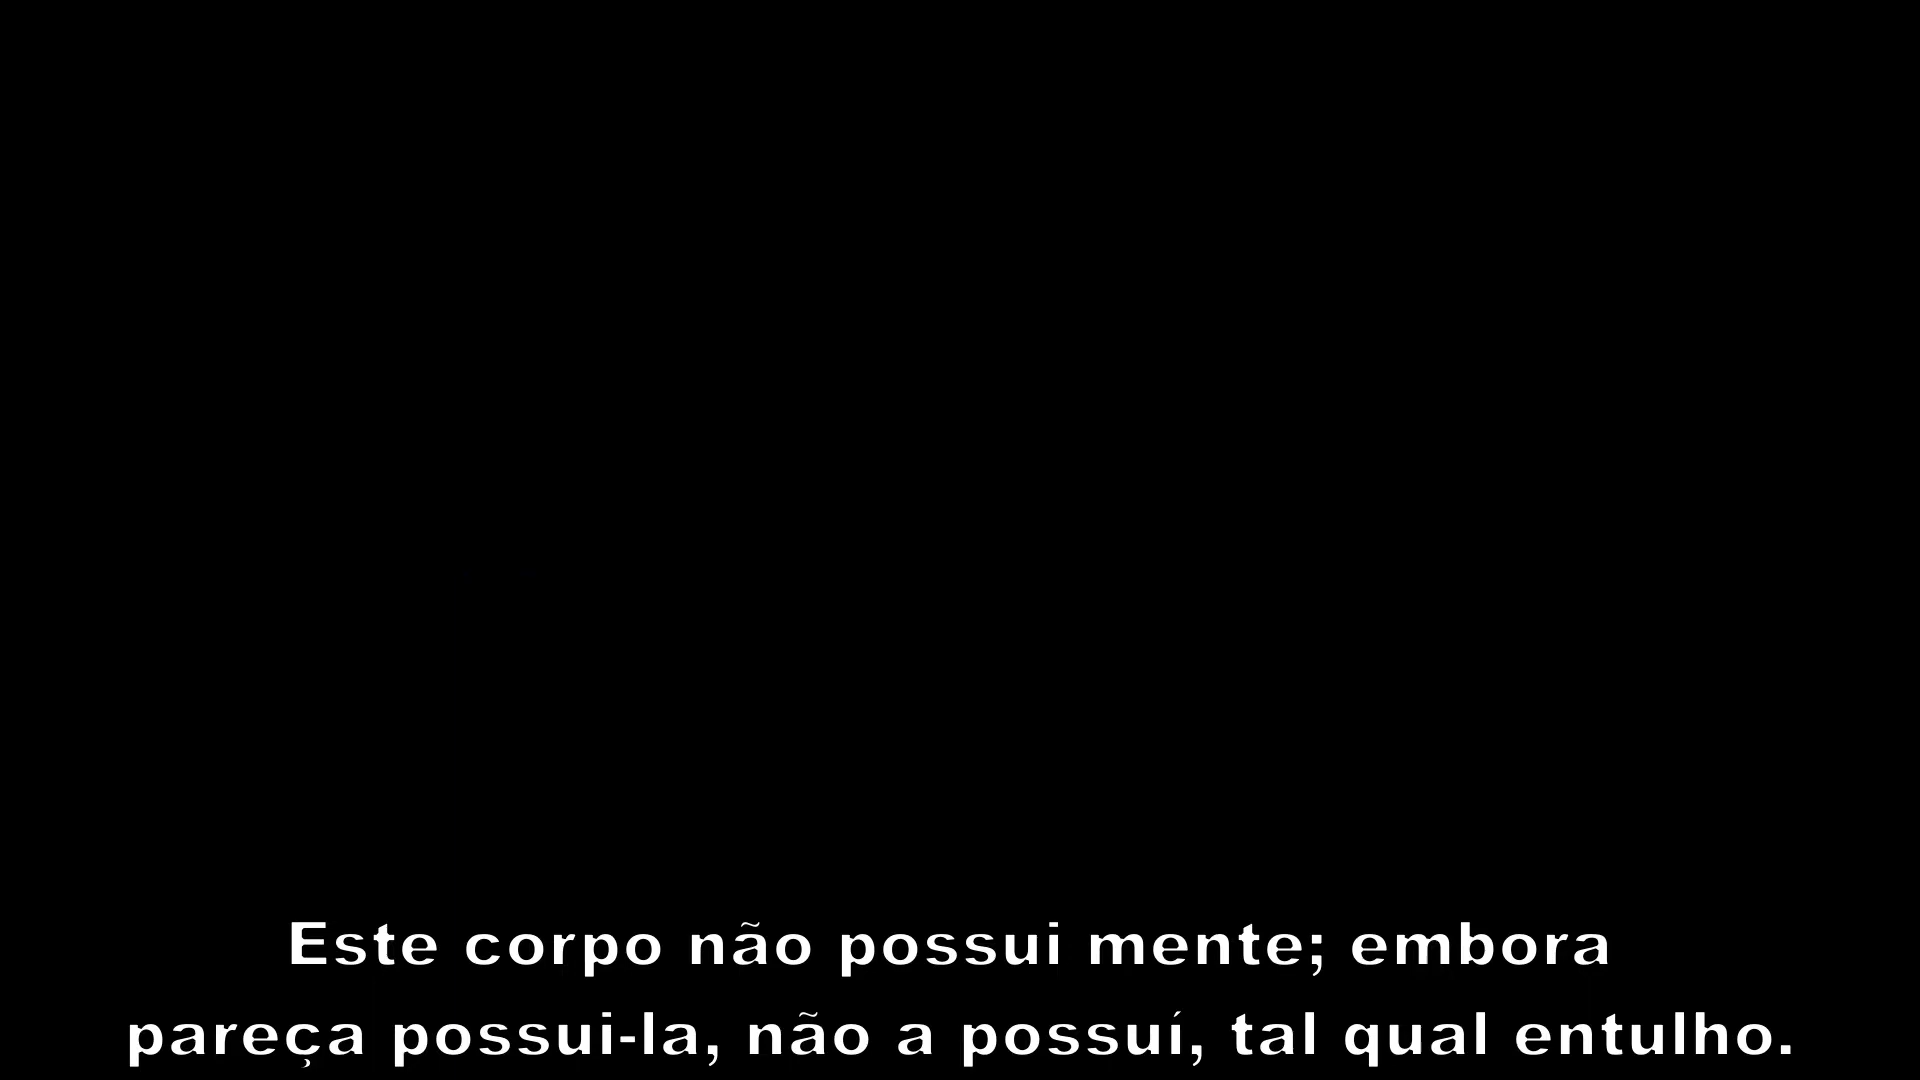 Este corpo não possui mente; embora
pareça possui-la, não a possuí, tal qual entulho.